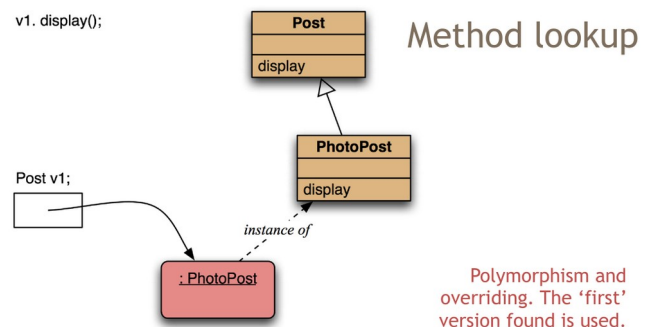 v1. display();
Post
display
Method lookup
PhotoPost
display
Post v1;
instance of
: PhotoPost
Polymorphism and
overriding. The ‘first’
version found is used.